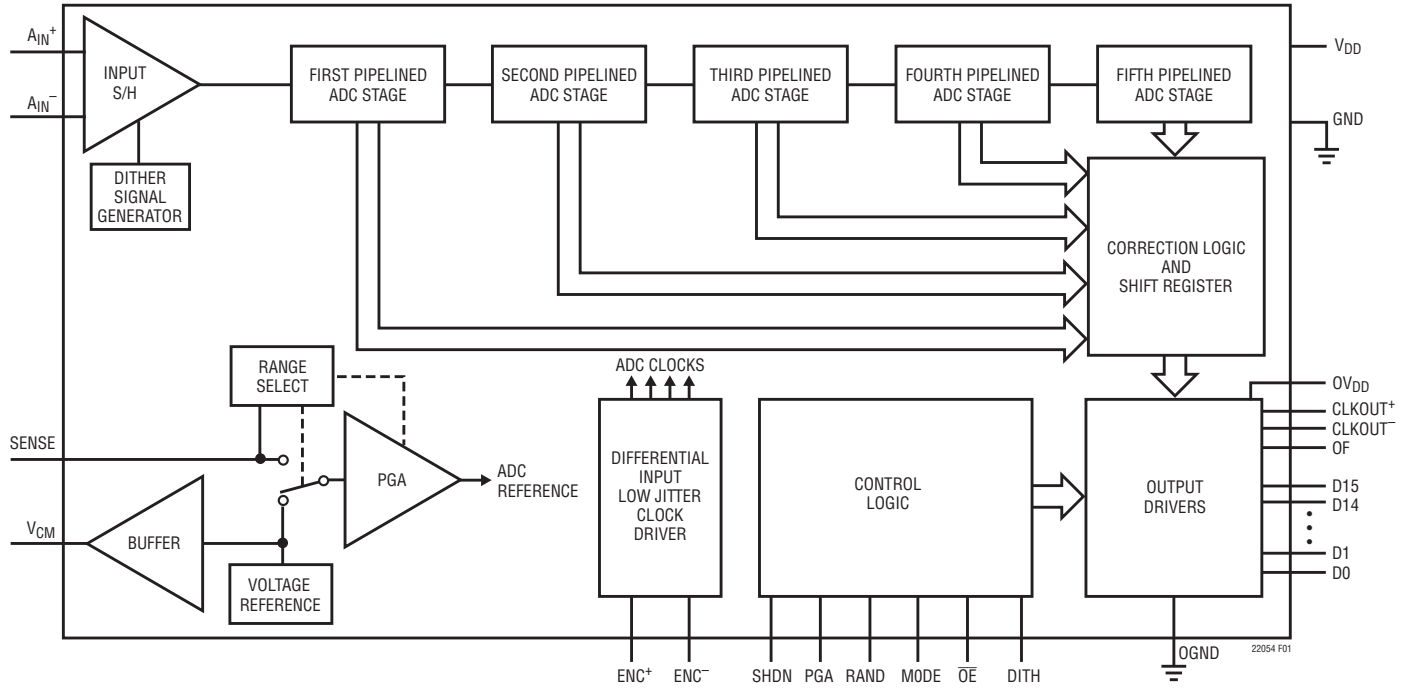 AIN+
AIN−
INPUT
S/H
DITHER
SIGNAL
GENERATOR
FIRST PIPELINED
ADC STAGE
SECOND PIPELINED
ADC STAGE
THIRD PIPELINED
ADC STAGE
FOURTH PIPELINED
ADC STAGE
FIFTH PIPELINED
ADC STAGE
VDD
GND
CORRECTION LOGIC
AND
SHIFT REGISTER
RANGE
SELECT
SENSE
PGA
ADC
REFERENCE
VCM
BUFFER
VOLTAGE
REFERENCE
ADC CLOCKS
DIFFERENTIAL
INPUT
LOW JITTER
CLOCK
DRIVER
ENC+
ENC−
CONTROL
LOGIC
SHDN
PGA
RAND
MODE
OE
DITH
OUTPUT
DRIVERS
OVDD
CLKOUT+
CLKOUT−
OF
D15
D14
D1
D0
OGND
22054 F01